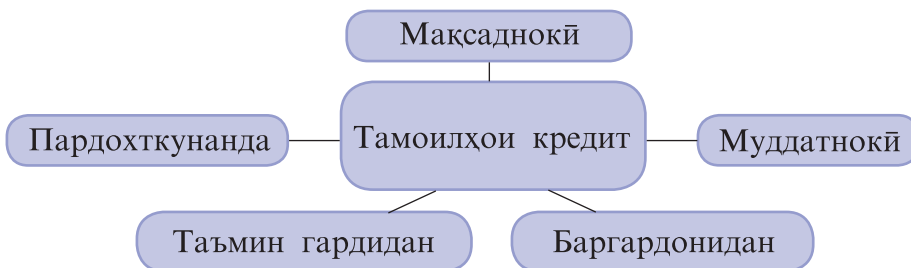 Мақсаднокӣ
Пардохткунанда
Тамоилҳои кредит
Муддатнокӣ
Таъмин гардидан
Баргардонидан